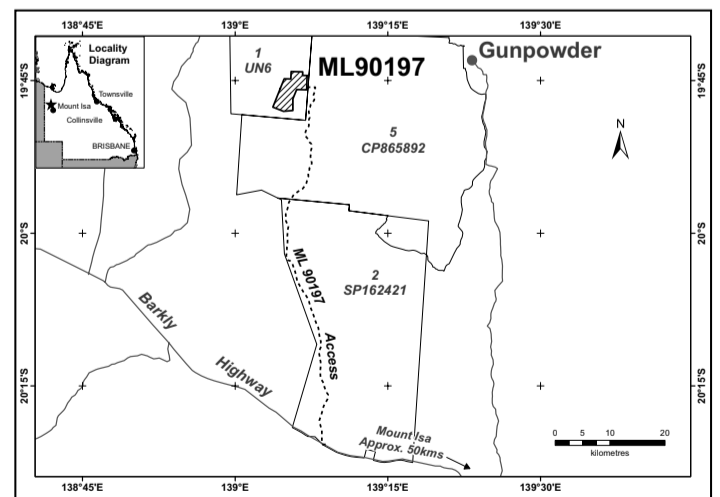 138°45'
139°E
139°15'
139°30'
Locality
Diagram
Townsville
Mount Isa
Collinsville
BRISBANE
1
UN6
ML90197
Gunpowder
19°45'
19°45'
5
CP865892
N
20°S
20°S
ML 90197
Access
2
SP162421
Barkly
Highway
20°15'
20°15'
Mount Isa
Approx. 50kms
0 5 10 20
kilometres
138°45'
139°E
139°15'
139°30'